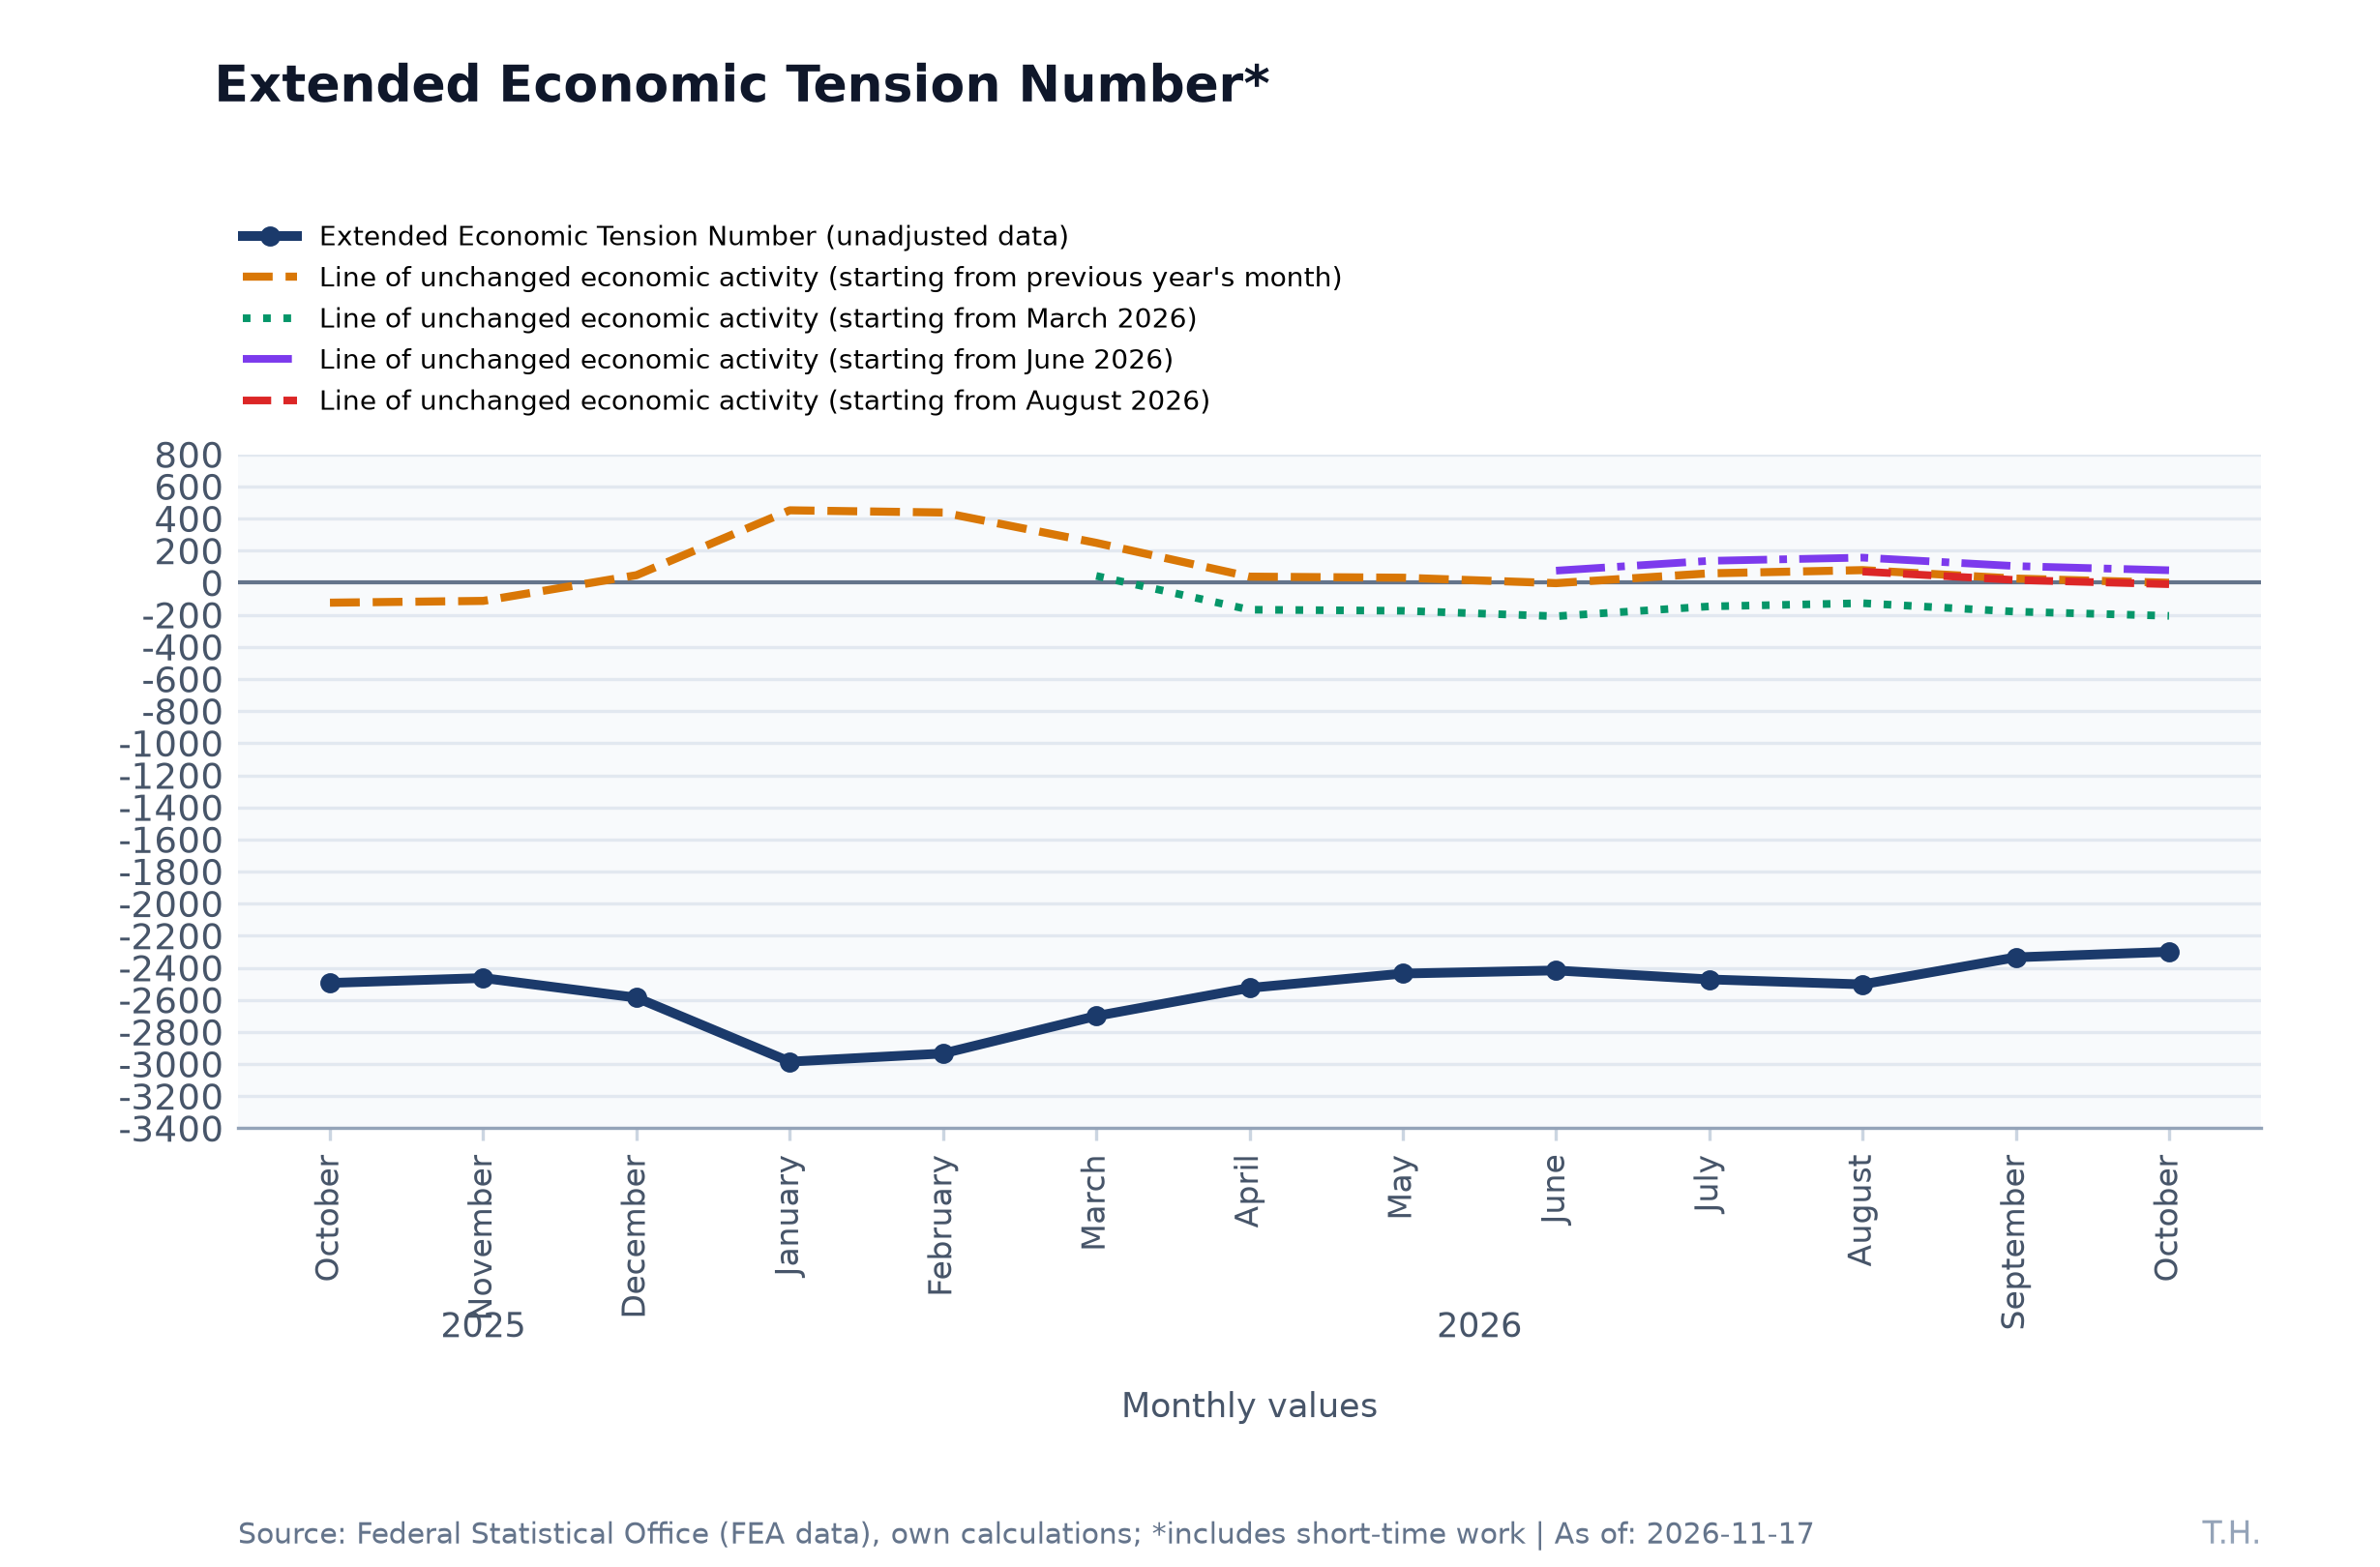 Extended Economic Tension Number*
Extended Economic Tension Number (unadjusted data)
Line of unchanged economic activity (starting from previous year's month)
Line of unchanged economic activity (starting from March 2026)
Line of unchanged economic activity (starting from June 2026)
Line of unchanged economic activity (starting from August 2026)
800
600
400
200
0
-200
-400
-600
-800
-1000
-1200
-1400
-1600
-1800
-2000
-2200
-2400
-2600
-2800
-3000
-3200
-3400
October
November
December
January
February
March
April
May
June
July
August
September
October
2025
2026
Monthly values
Source: Federal Statistical Office (FEA data), own calculations; *includes short-time work | As of: 2026-11-17
T.H.